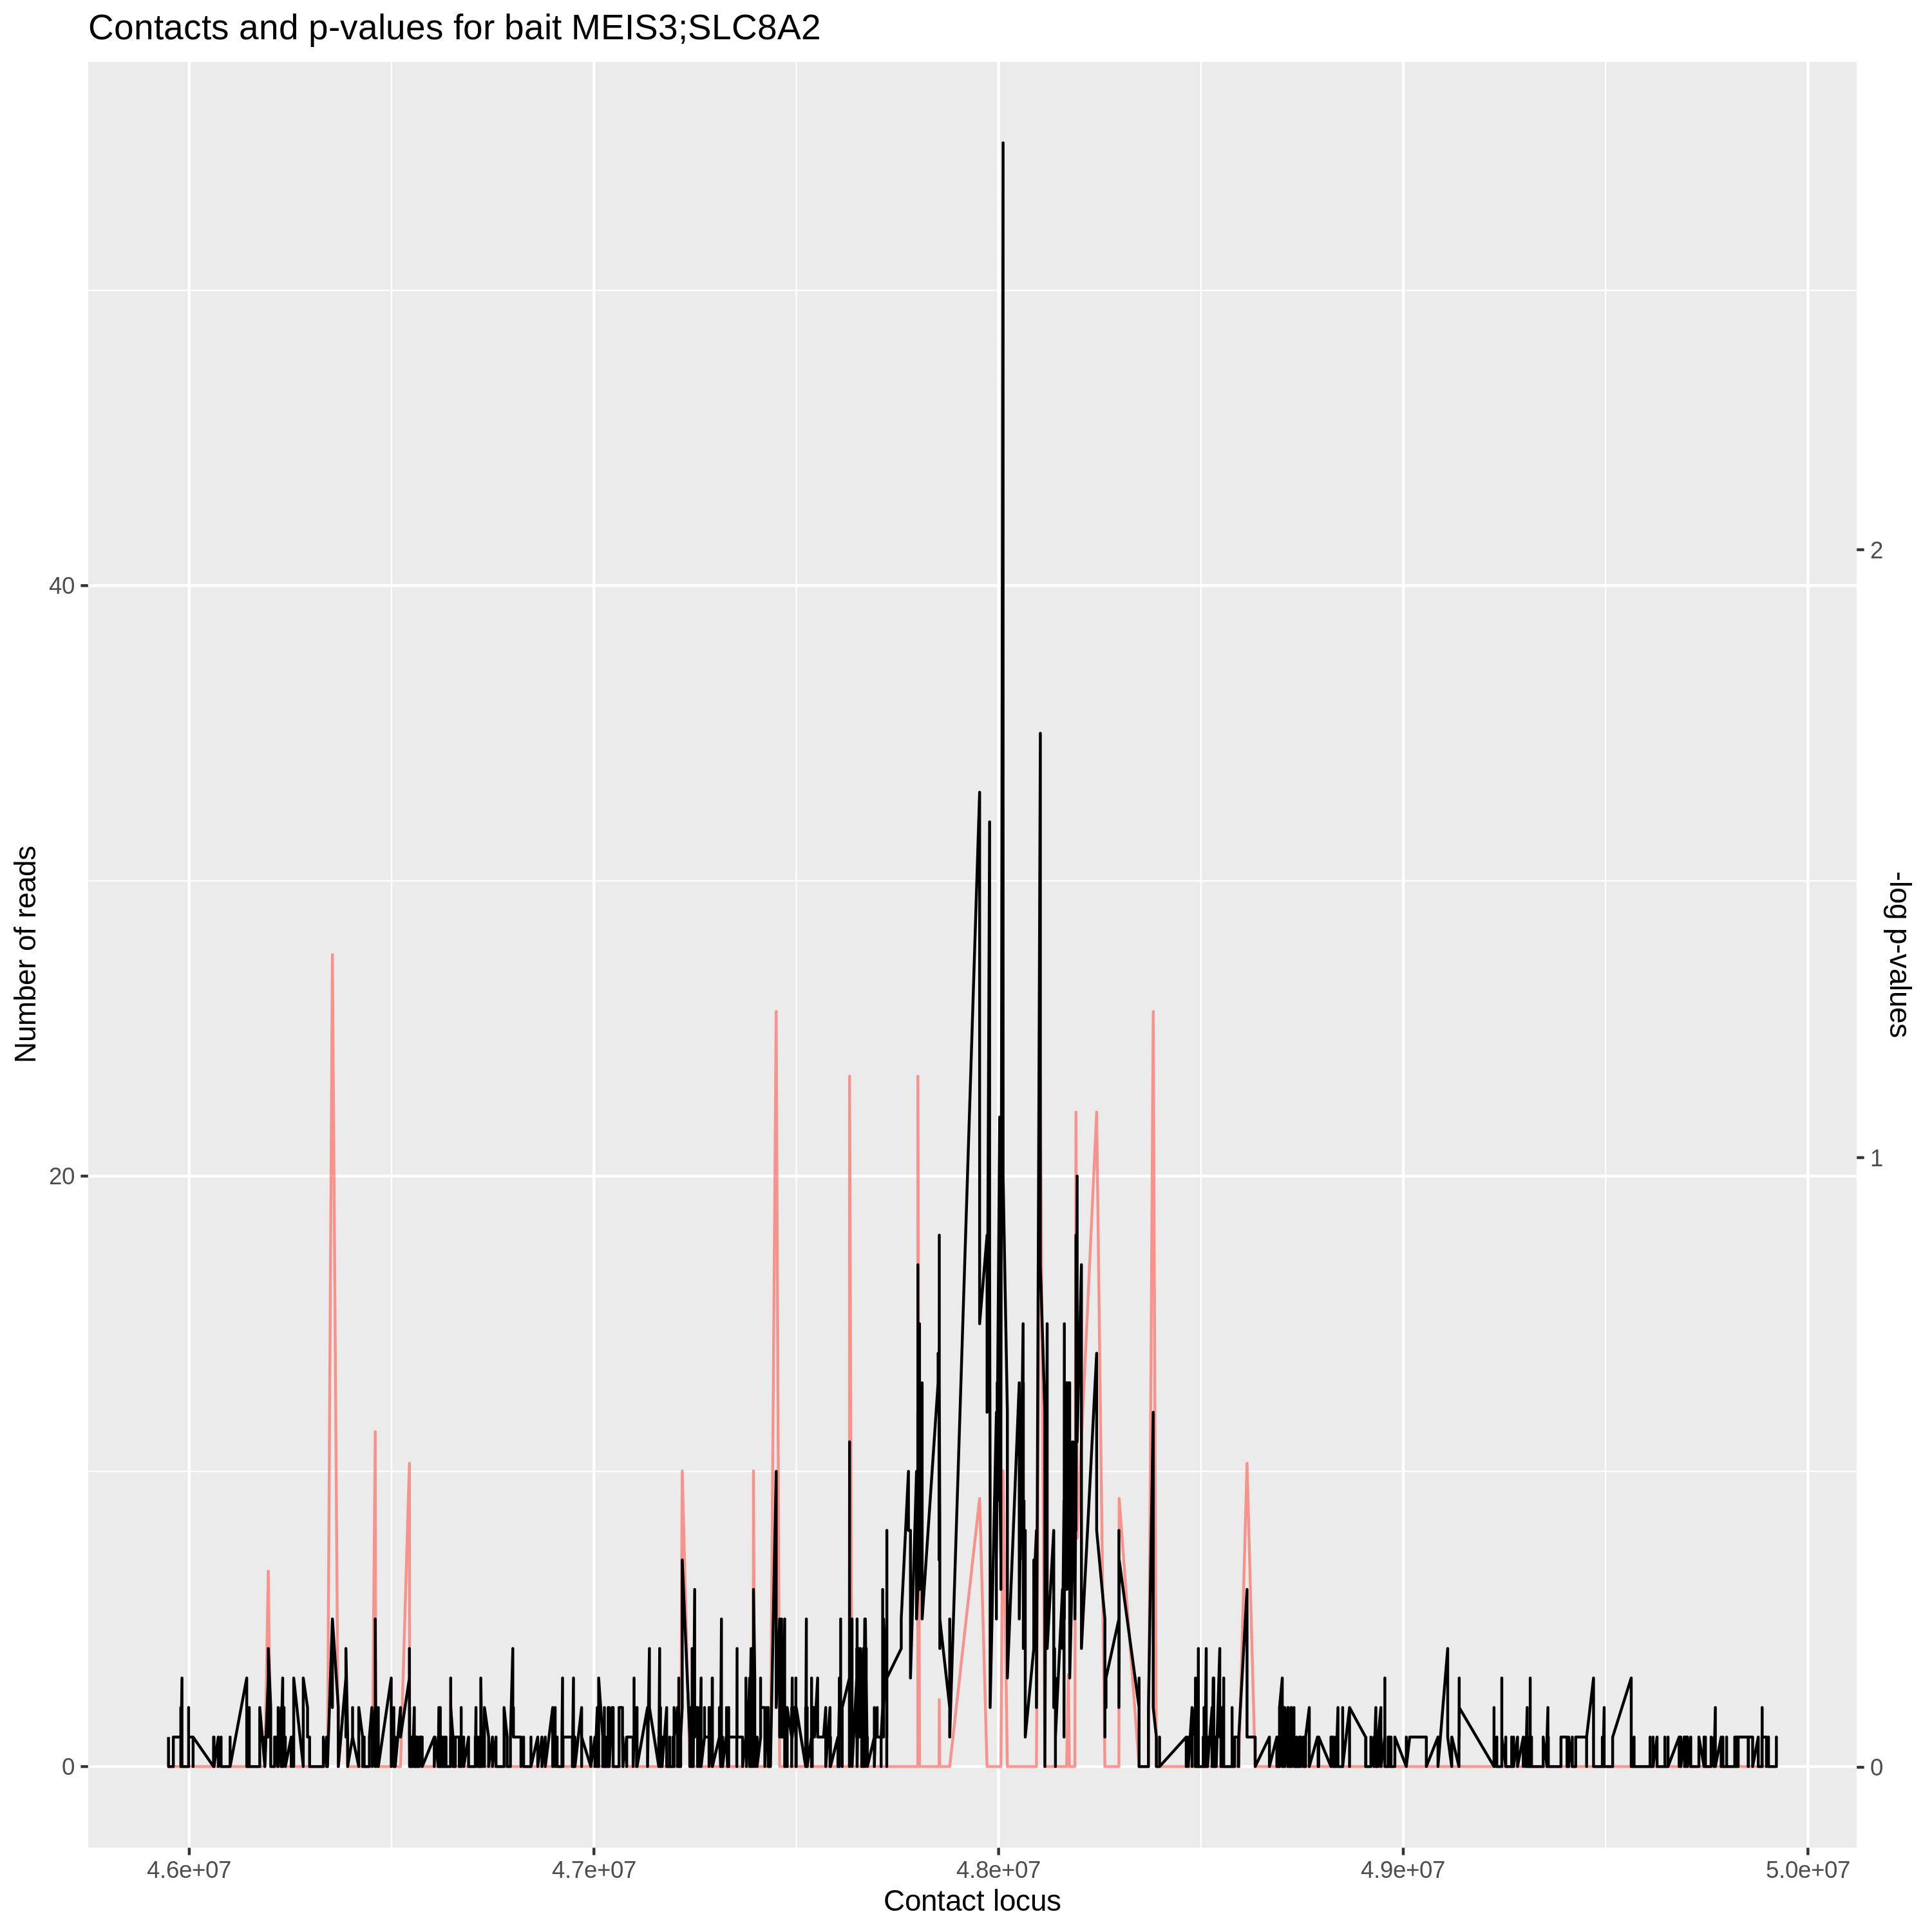 Contacts and p-values for bait MEIS3;SLC8A2
Number of reads
40
20
0
2
1
0
-log p-values
4.6e+07
4.7e+07
4.8e+07
4.9e+07
5.0e+07
Contact locus